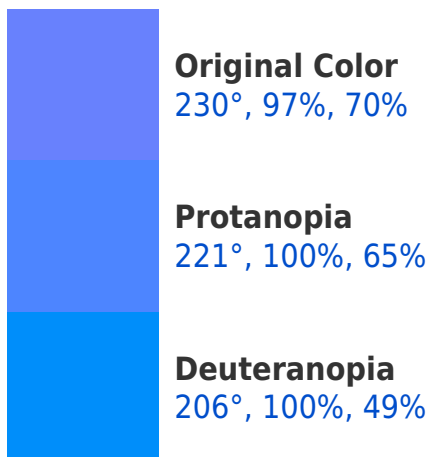 Original Color
230°, 97%, 70%
Protanopia
221°, 100%, 65%
Deuteranopia
206°, 100%, 49%